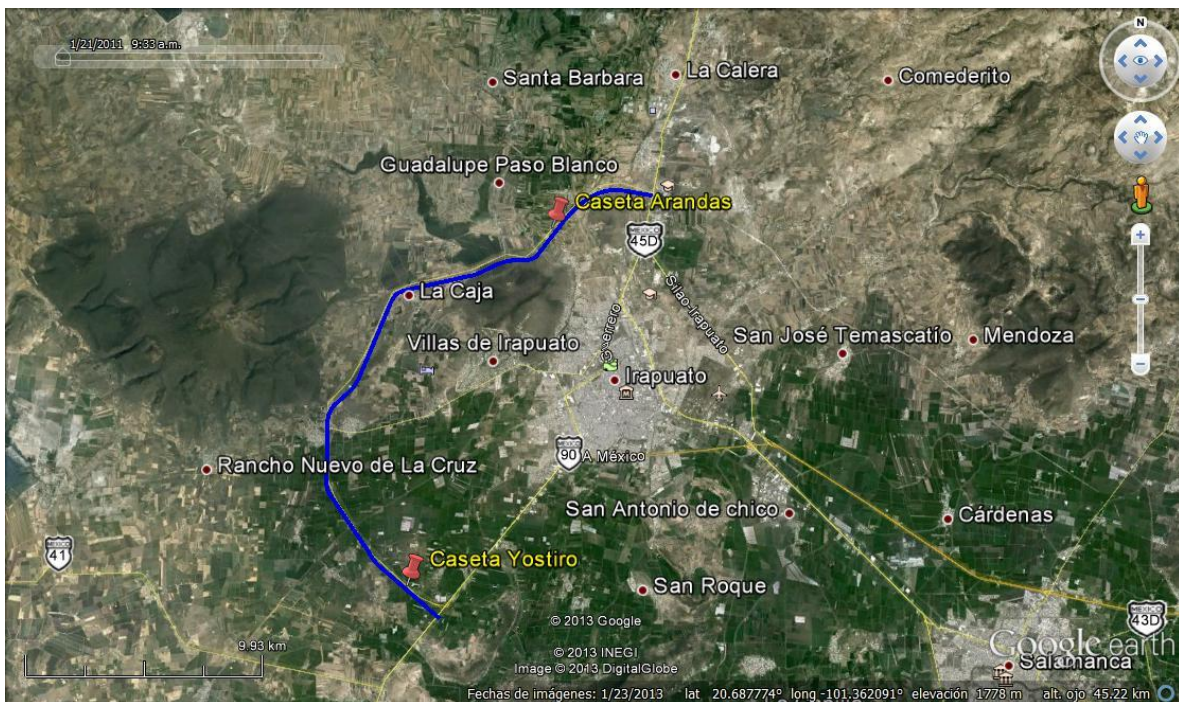 1/21/2011 9:33 a.m.
N
Santa Barbara
La Calera
Comederito
Guadalupe Paso Blanco
Caseta Arandas
MEXICO
45D
La Caja
Silao-Irapuato
Guerrero
Villas de Irapuato
San José Temascatío
Mendoza
Irapuato
MEXICO
90
A México
Rancho Nuevo de La Cruz
San Antonio de chico
Cárdenas
MEXICO
41
Caseta Yostiro
San Roque
© 2013 Google
MEXICO
43D
9.93 km
© 2013 INEGI
Image © 2013 DigitalGlobe
Google earth
Salamanca
Fechas de imágenes: 1/23/2013 lat 20.687774° long -101.362091° elevación 1778 m alt. ojo 45.22 km